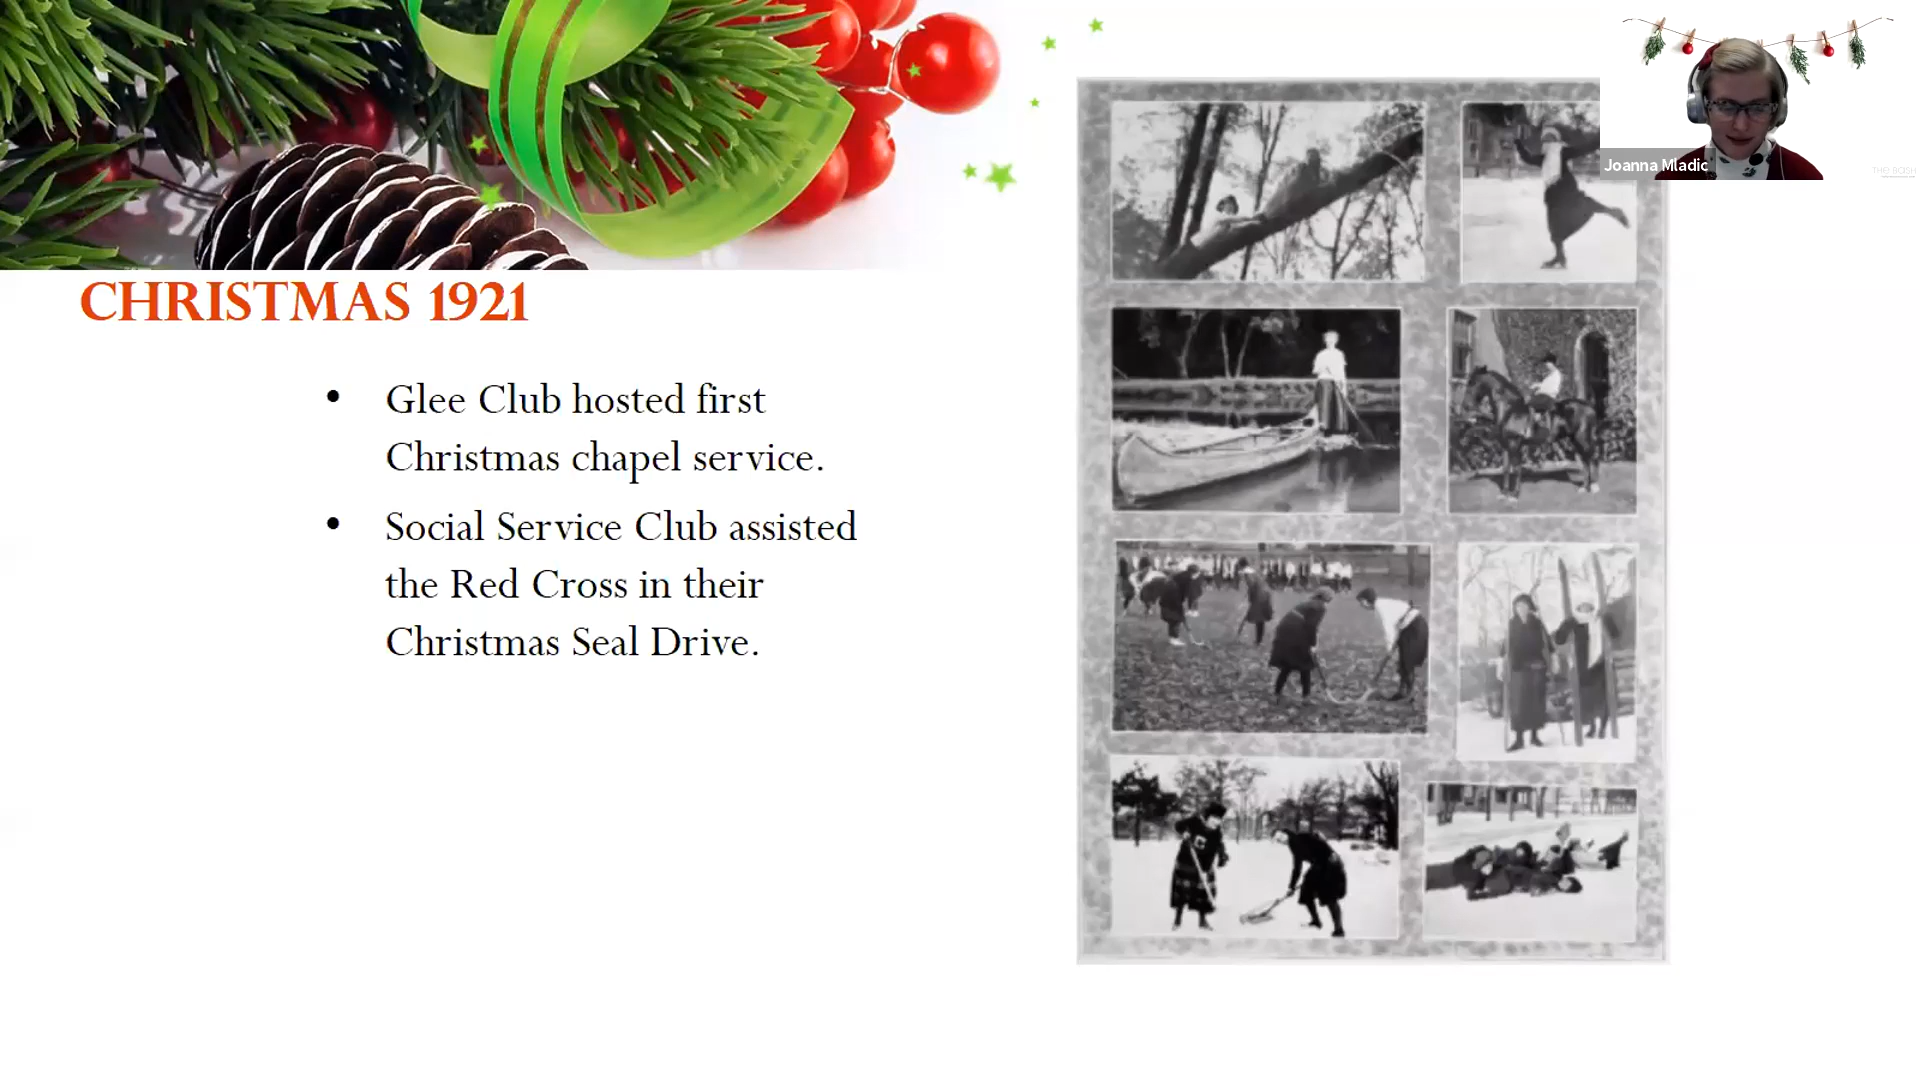 CHRISTMAS 1921
• Glee Club hosted first
Christmas chapel service.
• Social Service Club assisted
the Red Cross in their
Christmas Seal Drive.
Joanna Mladic